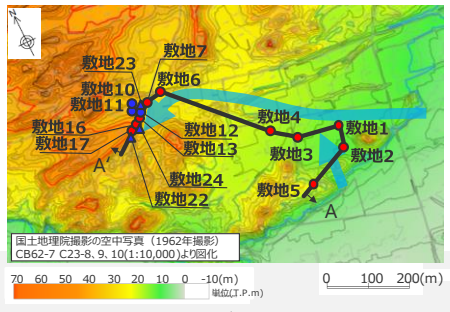 N
敷地7
敷地23
敷地6
敷地10
敷地11
敷地4
敷地1
敷地16
敷地12
敷地17
敷地13
敷地3
敷地2
A'
敷地24
敷地5
敷地22
A
国土地理院撮影の空中写真(1962年撮影)
CB62-7 C23-8、9、10(1:10,000)より図化
70 60 50 40 30 20 10 0 -10(m)
単位(T.P.m)
0 100 200(m)